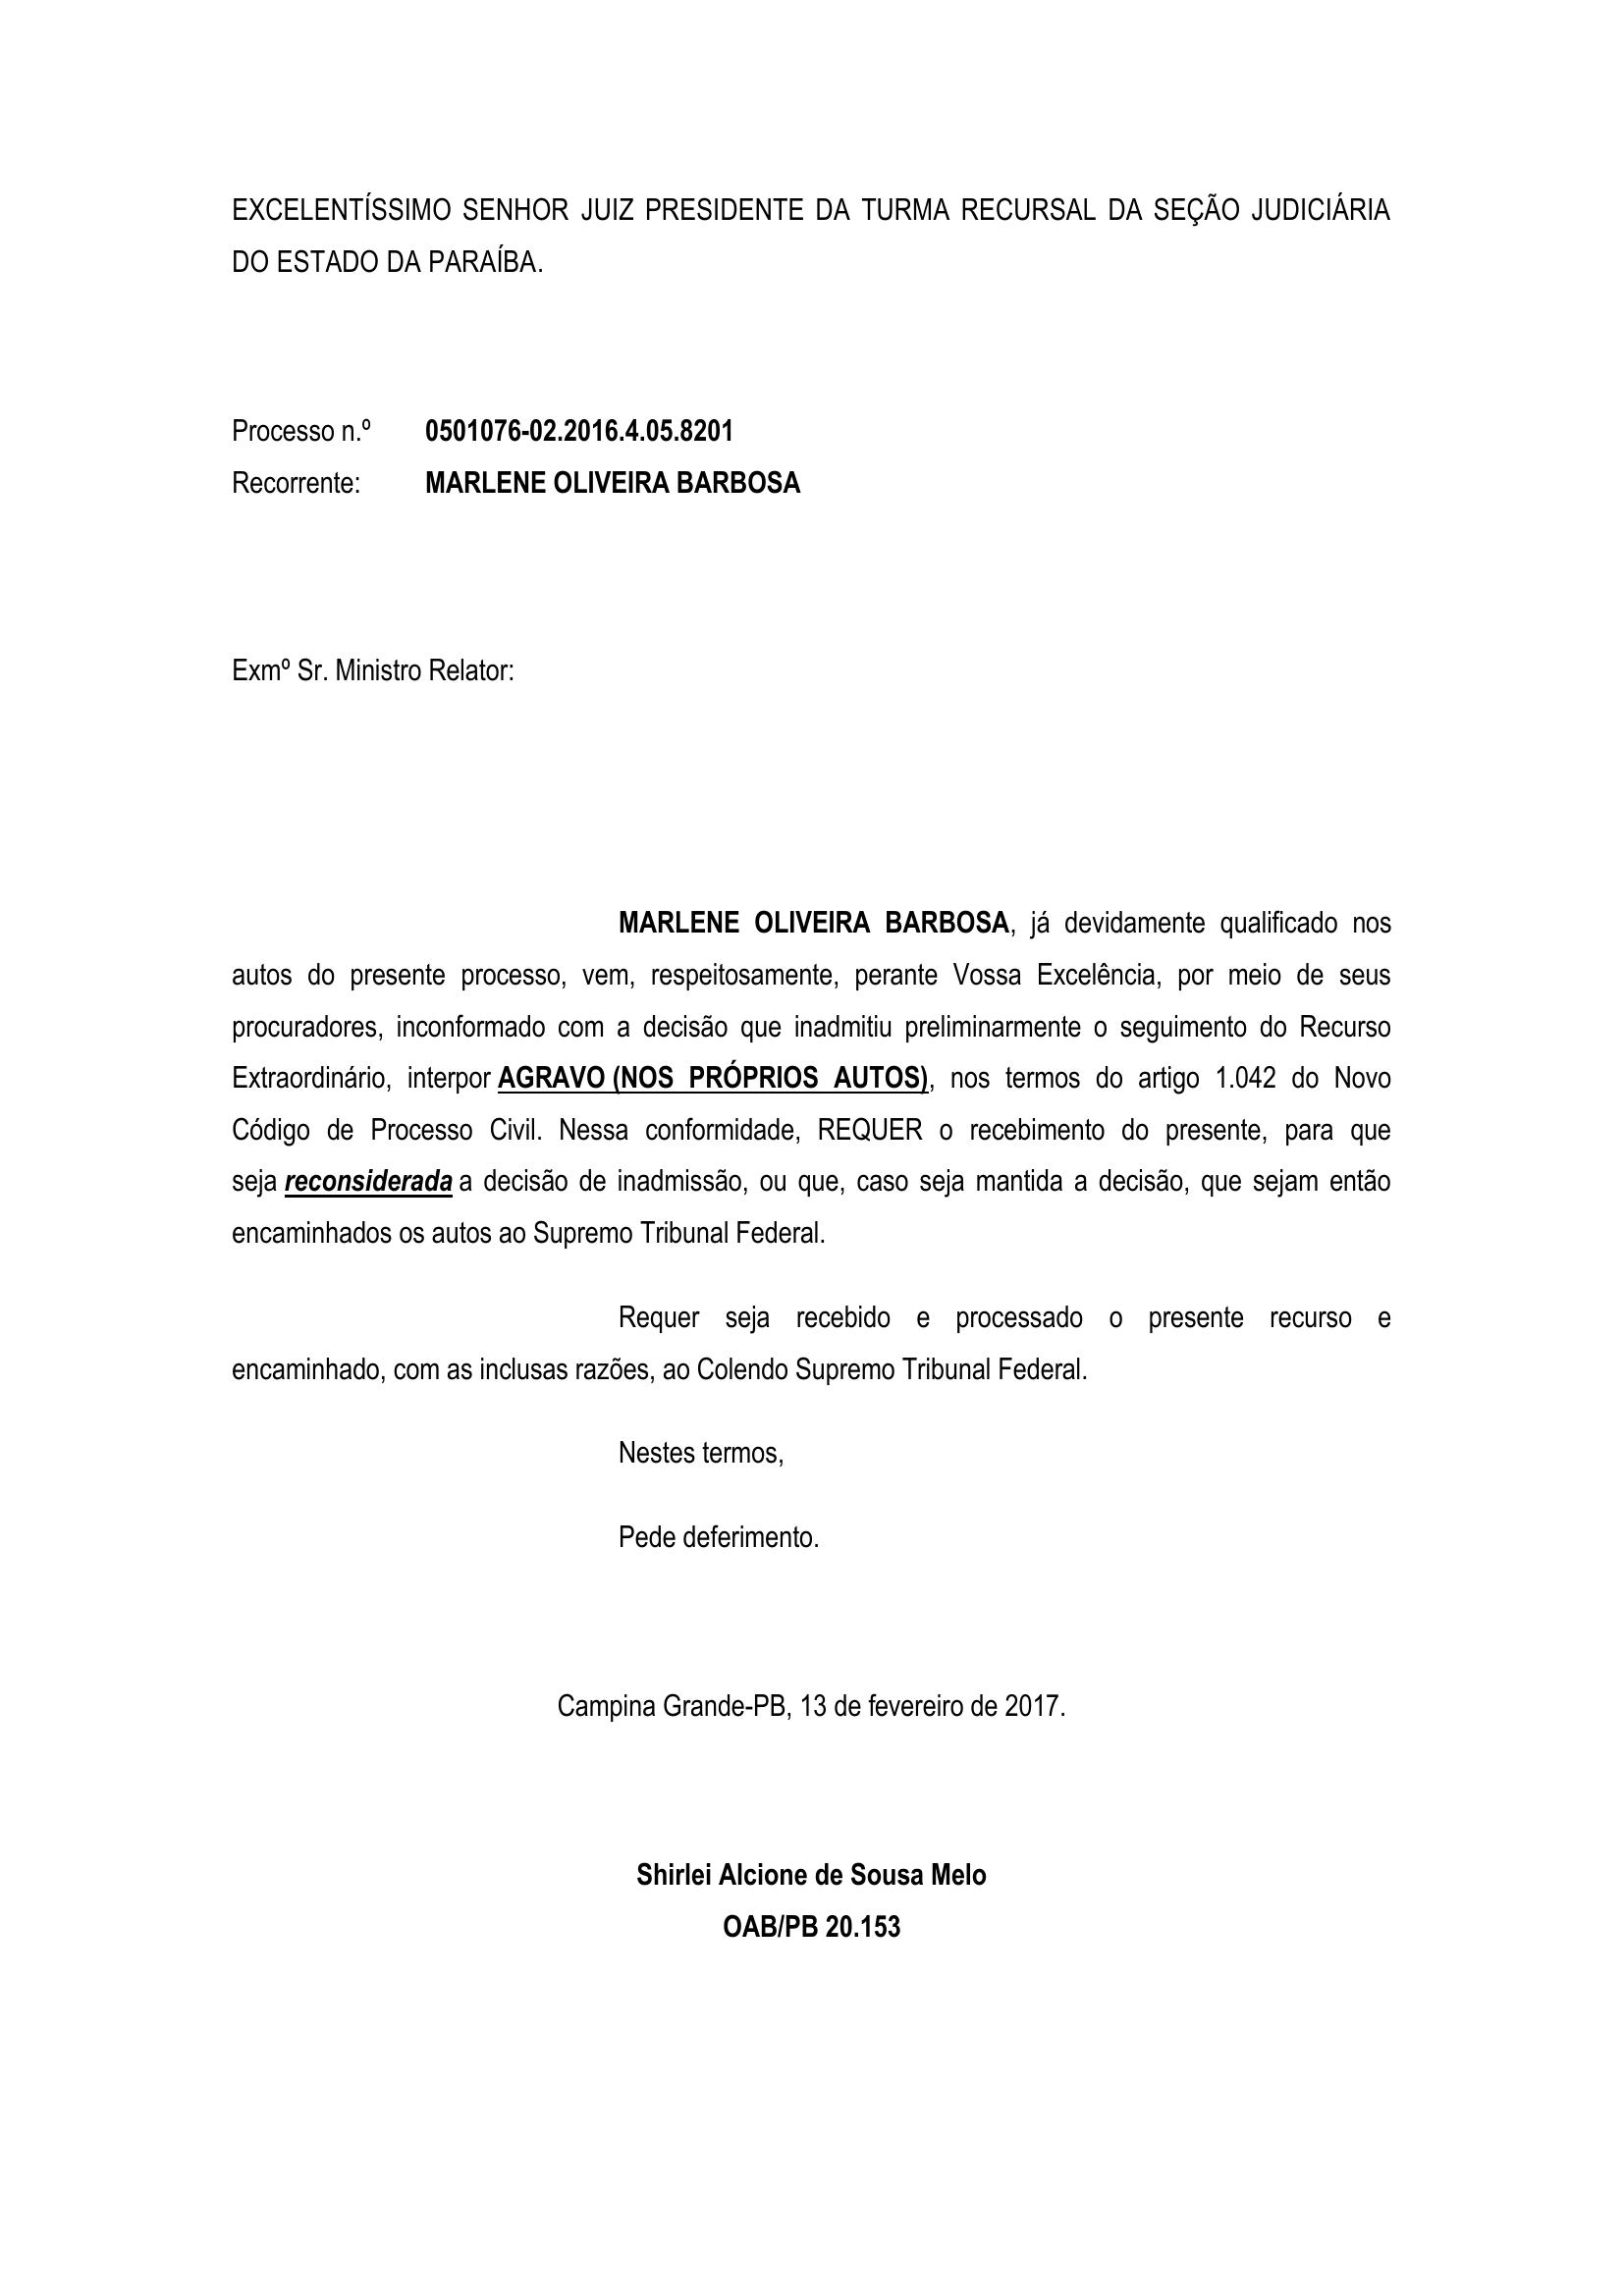 EXCELENTÍSSIMO SENHOR JUIZ PRESIDENTE DA TURMA RECURSAL DA SEÇÃO JUDICIÁRIA
DO ESTADO DA PARAÍBA.
Processo n.º 0501076-02.2016.4.05.8201
Recorrente: MARLENE OLIVEIRA BARBOSA
Exmº Sr. Ministro Relator:
MARLENE OLIVEIRA BARBOSA, já devidamente qualificado nos
autos do presente processo, vem, respeitosamente, perante Vossa Excelência, por meio de seus
procuradores, inconformado com a decisão que inadmitiu preliminarmente o seguimento do Recurso
Extraordinário, interpor AGRAVO (NOS PRÓPRIOS AUTOS), nos termos do artigo 1.042 do Novo
Código de Processo Civil. Nessa conformidade, REQUER o recebimento do presente, para que
seja reconsiderada a decisão de inadmissão, ou que, caso seja mantida a decisão, que sejam então
encaminhados os autos ao Supremo Tribunal Federal.
Requer seja recebido e processado o presente recurso e
encaminhado, com as inclusas razões, ao Colendo Supremo Tribunal Federal.
Nestes termos,
Pede deferimento.
Campina Grande-PB, 13 de fevereiro de 2017.
Shirlei Alcione de Sousa Melo
OAB/PB 20.153